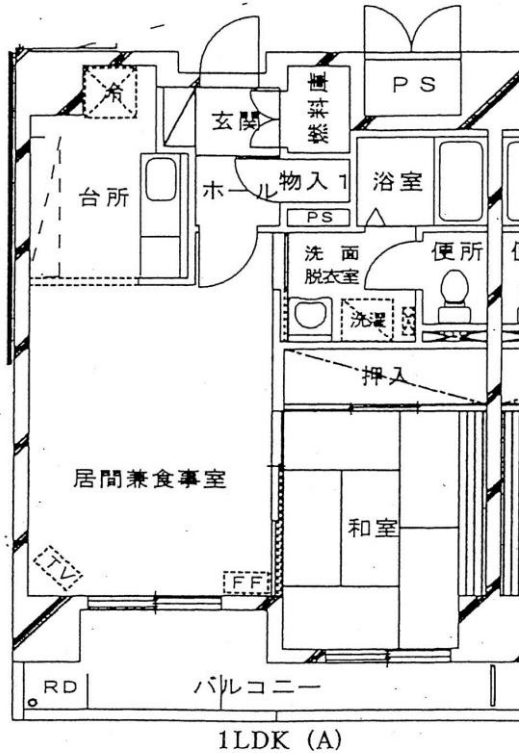 冷
PS
玄関
燃料庫
台所
ホール
物入1
浴室
PS
洗面
脱衣室
便所
洗濯
押入
居間兼食事室
和室
TV
FF
RD
バルコニー
1LDK (A)